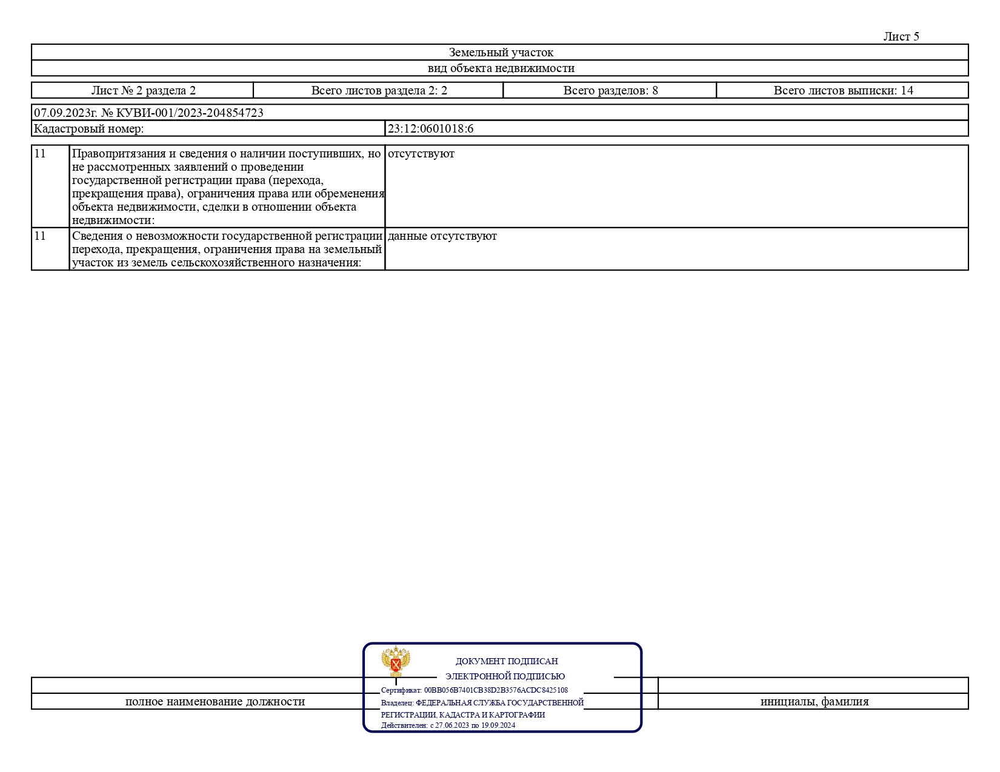 Лист 5
Земельный участок
вид объекта недвижимости
Лист № 2 раздела 2
Всего листов раздела 2: 2
Всего разделов: 8
Всего листов выписки: 14
07.09.2023г. № КУВИ-001/2023-204854723
Кадастровый номер:
23:12:0601018:6
11
Правопритязания и сведения о наличии поступивших, но
не рассмотренных заявлений о проведении
государственной регистрации права (перехода,
прекращения права), ограничения права или обременения
объекта недвижимости, сделки в отношении объекта
недвижимости:
отсутствуют
11
Сведения о невозможности государственной регистрации
перехода, прекращения, ограничения права на земельный
участок из земель сельскохозяйственного назначения:
данные отсутствуют
ДОКУМЕНТ ПОДПИСАН
ЭЛЕКТРОННОЙ ПОДПИСЬЮ
Сертификат: 00BB056B7401CB38D2B3576ACDC8425108
Владелец: ФЕДЕРАЛЬНАЯ СЛУЖБА ГОСУДАРСТВЕННОЙ
РЕГИСТРАЦИИ, КАДАСТРА И КАРТОГРАФИИ
Действителен: с 27.06.2023 по 19.09.2024
полное наименование должности
инициалы, фамилия